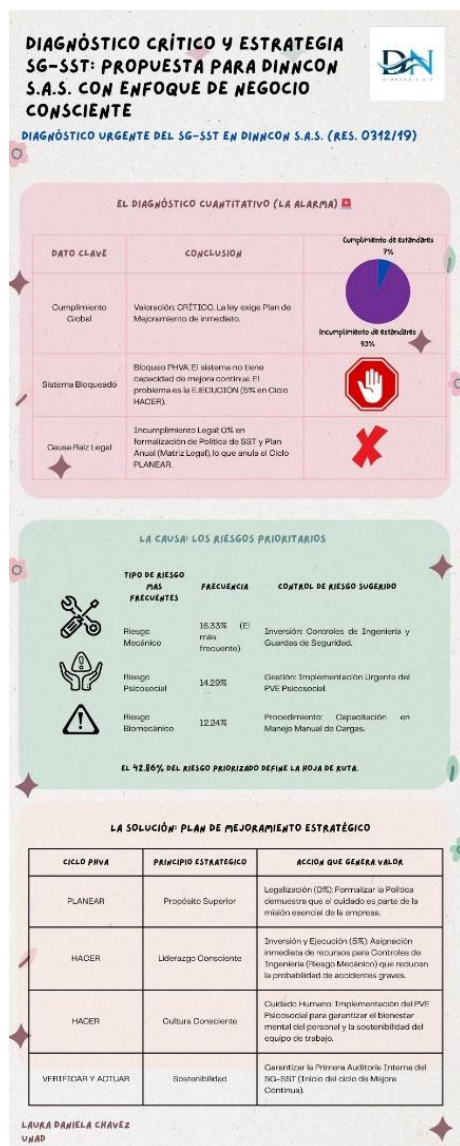 DIAGNÓSTICO CRÍTICO Y ESTRATEGIA
SG-SST: PROPUESTA PARA DINNCON
S.A.S. CON ENFOQUE DE NEGOCIO
CONSCIENTE
DN
DINNCON S.A.S
DIAGNÓSTICO URGENTE DEL SG-SST EN DINNCON S.A.S. (RES. 0312/19)
EL DIAGNÓSTICO CUANTITATIVO (LA ALARMA)
DATO CLAVE
CONCLUSION
Cumplimiento de estándares
7%
Incumplimiento de estándares
93%
Cumplimiento
Global
Valoración: CRÍTICO. La ley exige Plan de
Mejoramiento de inmediato.
Sistema Bloqueado
Bloqueo PHVA: El sistema no tiene
capacidad de mejora continua. El
problema es la EJECUCIÓN (5% en Ciclo
HACER).
Causa Raíz Legal
Incumplimiento Legal: 0% en
formalización de Política de SST y Plan
Anual (Matriz Legal), lo que anula el Ciclo
PLANEAR.
LA CAUSA: LOS RIESGOS PRIORITARIOS
TIPO DE RIESGO
MAS
FRECUENTES
FRECUENCIA
CONTROL DE RIESGO SUGERIDO
Riesgo
Mecánico
16.33% (El
más
frecuente)
Inversión: Controles de Ingeniería y
Guardas de Seguridad.
Riesgo
Psicosocial
14.29%
Gestión: Implementación Urgente del
PVE Psicosocial.
Riesgo
Biomecánico
12.24%
Procedimiento: Capacitación en
Manejo Manual de Cargas.
EL 42.86% DEL RIESGO PRIORIZADO DEFINE LA HOJA DE RUTA.
LA SOLUCIÓN: PLAN DE MEJORAMIENTO ESTRATÉGICO
CICLO PHVA
PRINCIPIO ESTRATEGICO
ACCION QUE GENERA VALOR
PLANEAR
Propósito Superior
Legalización (0%): Formalizar la Política
demuestra que el cuidado es parte de la
misión esencial de la empresa.
HACER
Liderazgo Consciente
Inversión y Ejecución (5%): Asignación
inmediata de recursos para Controles de
Ingeniería (Riesgo Mecánico) que reducen
la probabilidad de accidentes graves.
HACER
Cultura Consciente
Cuidado Humano: Implementación del PVE
Psicosocial para garantizar el bienestar
mental del personal y la sostenibilidad del
equipo de trabajo.
VERIFICAR Y ACTUAR
Sostenibilidad
Garantizar la Primera Auditoría Interna del
SG-SST (Inicio del ciclo de Mejora
Continua).
LAURA DANIELA CHAVEZ
UNAD